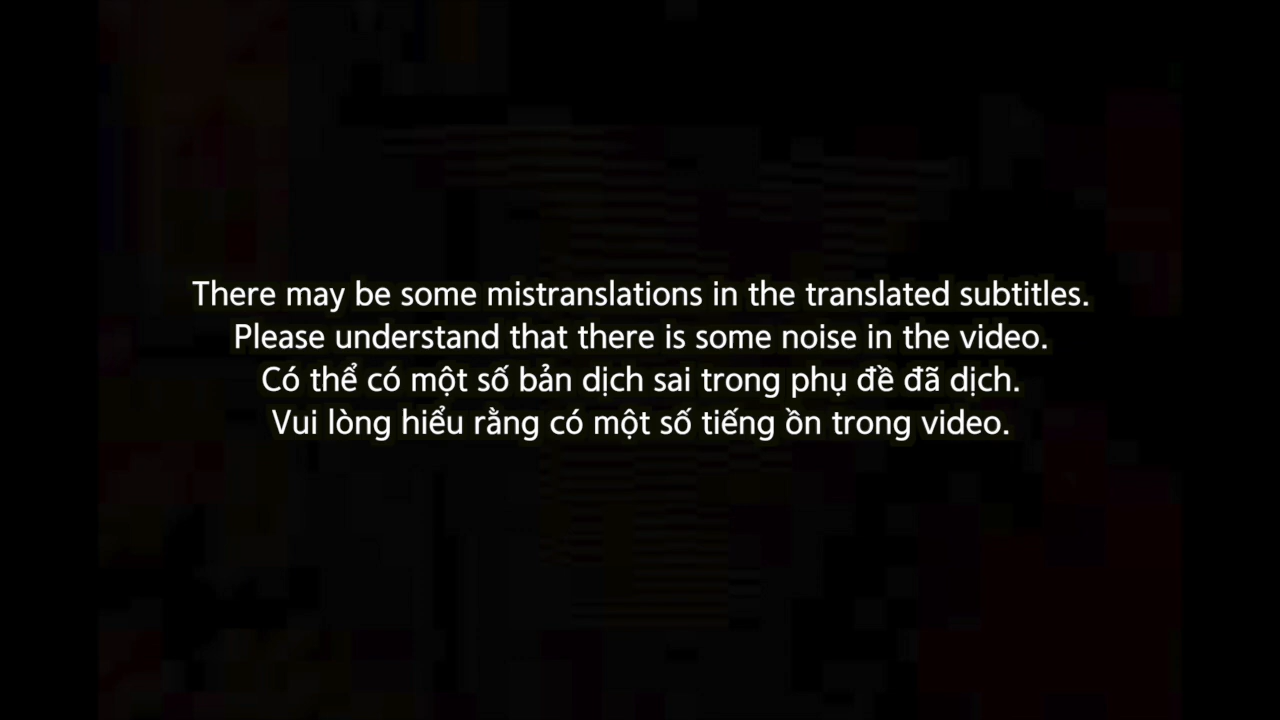 There may be some mistranslations in the translated subtitles.
Please understand that there is some noise in the video.
Có thể có một số bản dịch sai trong phụ đề đã dịch.
Vui lòng hiểu rằng có một số tiếng ồn trong video.